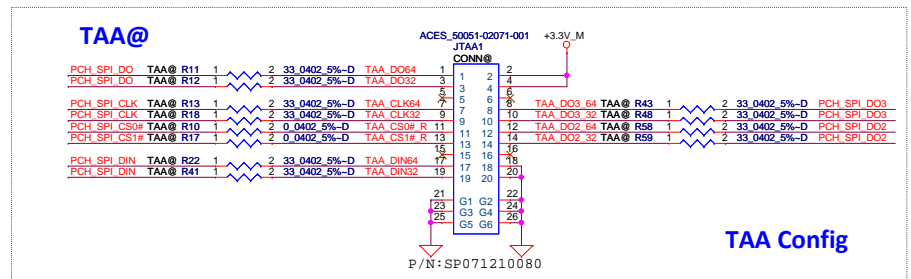 TAA@
ACES_50051-02071-001
JTAA1
CONN@
+3.3V_M
PCH_SPI_DO TAA@ R11 1 2 33_0402_5%~D TAA_DO64 1 1 2 2
PCH_SPI_DO TAA@ R12 1 2 33_0402_5%~D TAA_DO32 3 3 4 4
5 5 6 6
PCH_SPI_CLK TAA@ R13 1 2 33_0402_5%~D TAA_CLK64 7 7 8 8 TAA_DO3_64 TAA@ R43 1 2 33_0402_5%~D PCH_SPI_DO3
PCH_SPI_CLK TAA@ R18 1 2 33_0402_5%~D TAA_CLK32 9 9 10 10 TAA_DO3_32 TAA@ R48 1 2 33_0402_5%~D PCH_SPI_DO3
PCH_SPI_CS0# TAA@ R10 1 2 0_0402_5%~D TAA_CS0#_R 11 11 12 12 TAA_DO2_64 TAA@ R58 1 2 33_0402_5%~D PCH_SPI_DO2
PCH_SPI_CS1# TAA@ R17 1 2 0_0402_5%~D TAA_CS1#_R 13 13 14 14 TAA_DO2_32 TAA@ R59 1 2 33_0402_5%~D PCH_SPI_DO2
15 15 16 16
PCH_SPI_DIN TAA@ R22 1 2 33_0402_5%~D TAA_DIN64 17 17 18 18
PCH_SPI_DIN TAA@ R41 1 2 33_0402_5%~D TAA_DIN32 19 19 20 20
21 G1 G2 22
23 G3 G4 24
25 G5 G6 26
TAA Config
P/N:SP071210080